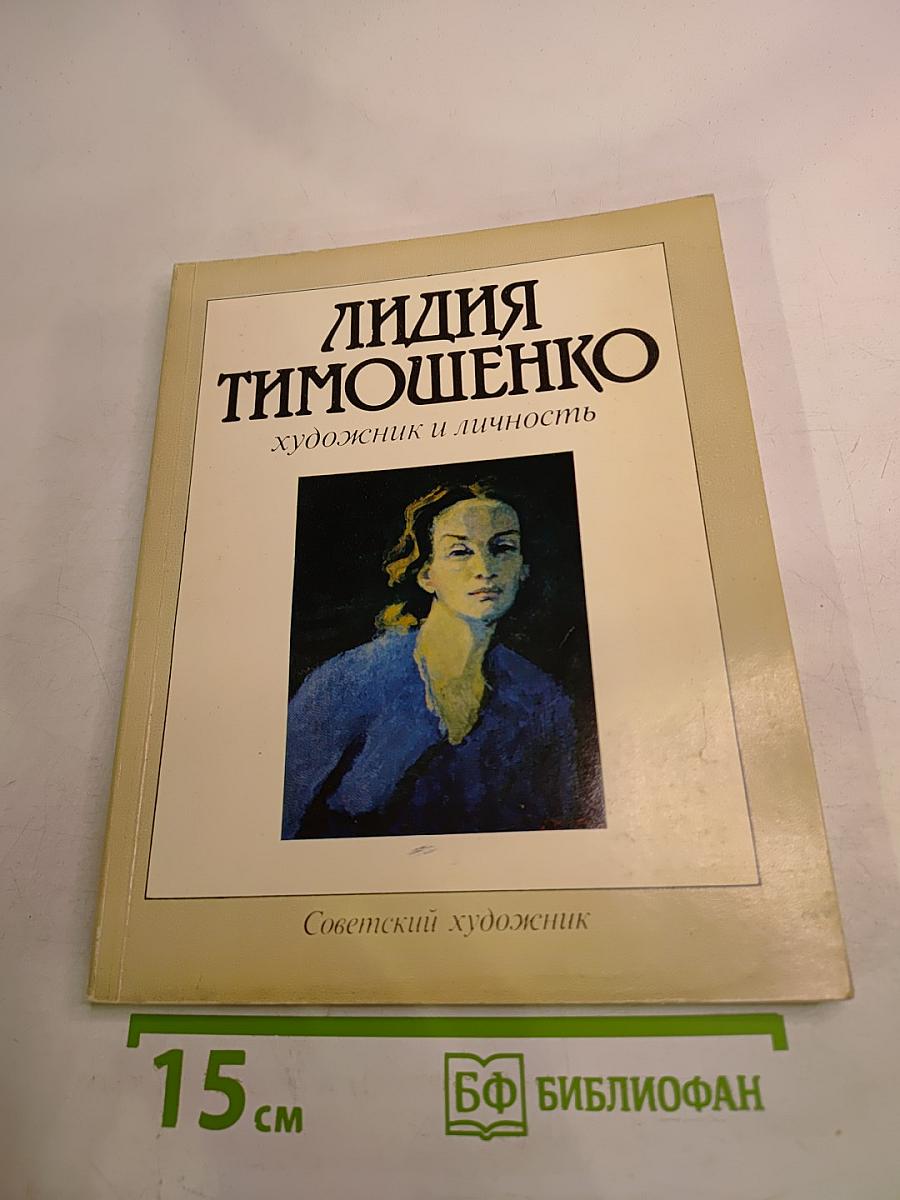 ЛИДИЯ
ТИМОШЕНКО
художник и личность
Советский художник
15 см
БФ БИБЛИОФАН